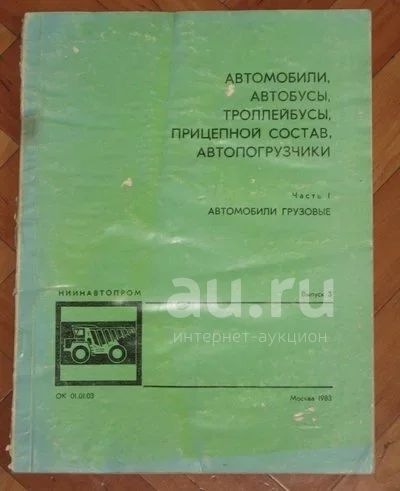 АВТОМОБИЛИ,
АВТОБУСЫ,
ТРОЛЛЕЙБУСЫ,
ПРИЦЕПНОЙ СОСТАВ,
АВТОПОГРУЗЧИКИ
Часть I
АВТОМОБИЛИ ГРУЗОВЫЕ
au.ru
интернет-аукцион
НИИНАВТОПРОМ
Выпуск 3
ОК 01.01.03
Москва 1983